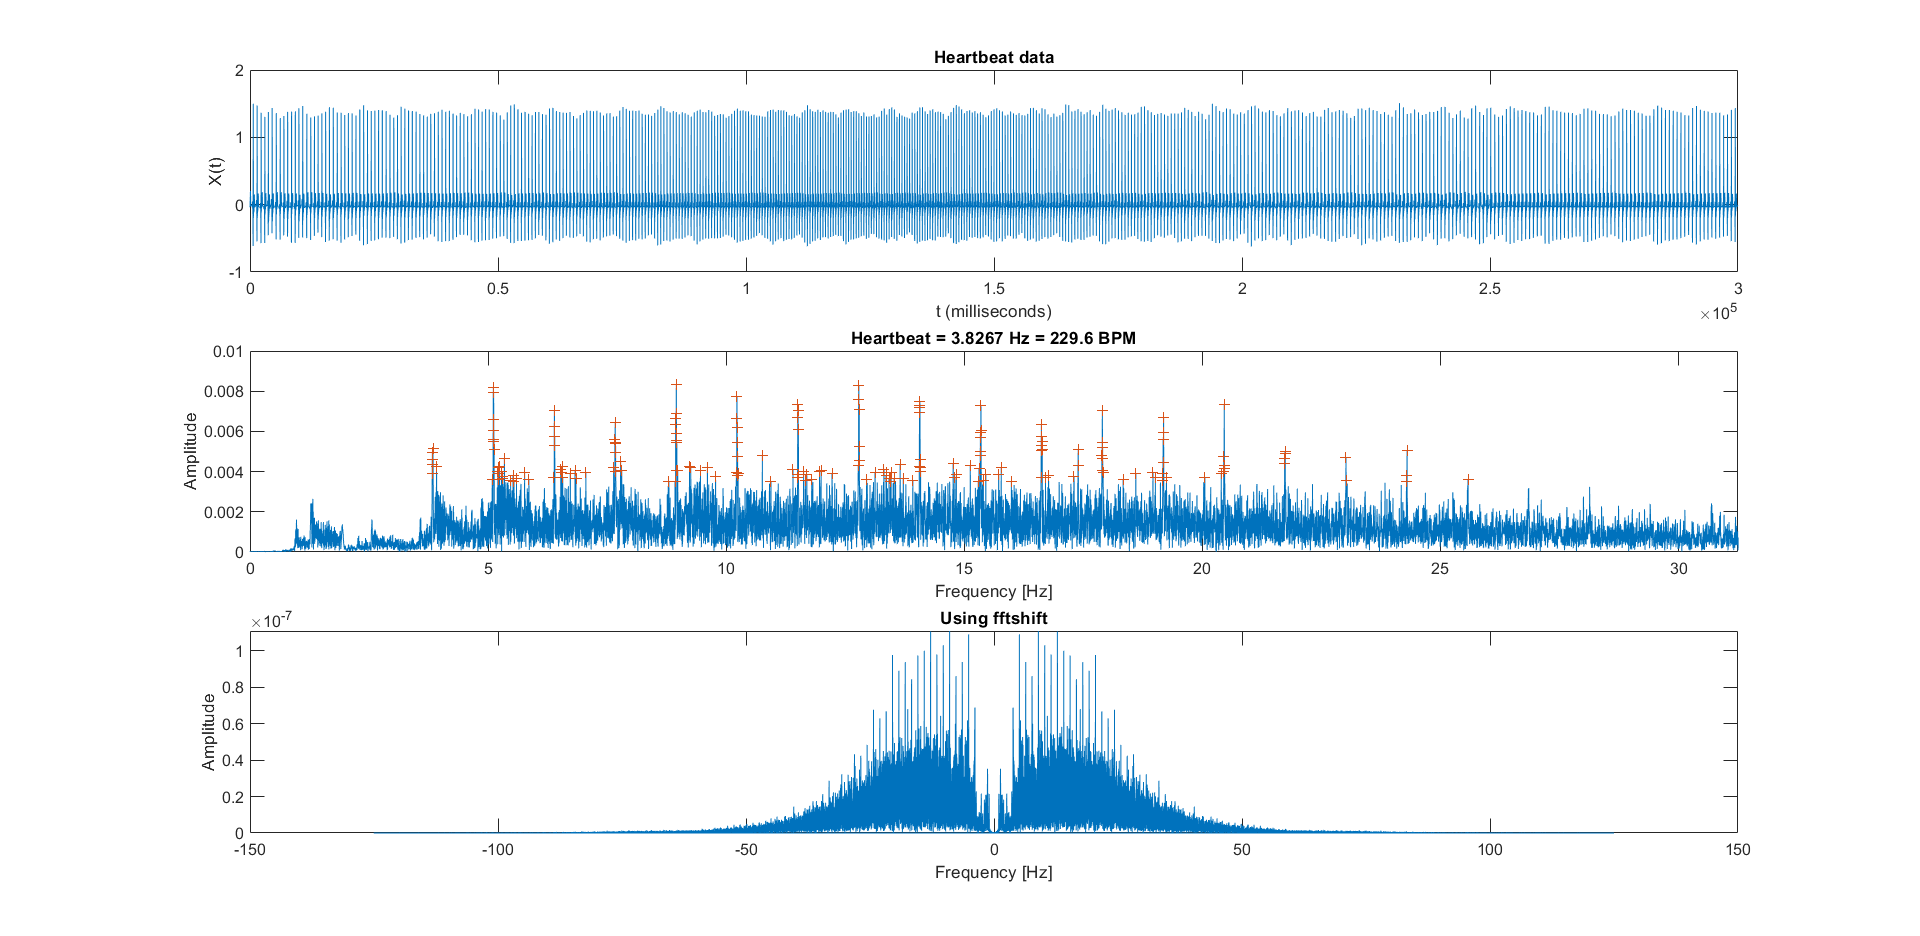 Heartbeat data
2
1
0
-1
X(t)
0 0.5 1 1.5 2 2.5 3
t (milliseconds)
×10^5
Heartbeat = 3.8267 Hz = 229.6 BPM
0.01
0.008
0.006
0.004
0.002
0
Amplitude
0 5 10 15 20 25 30
Frequency [Hz]
×10^-7
Using fftshift
1
0.8
0.6
0.4
0.2
0
Amplitude
-150 -100 -50 0 50 100 150
Frequency [Hz]